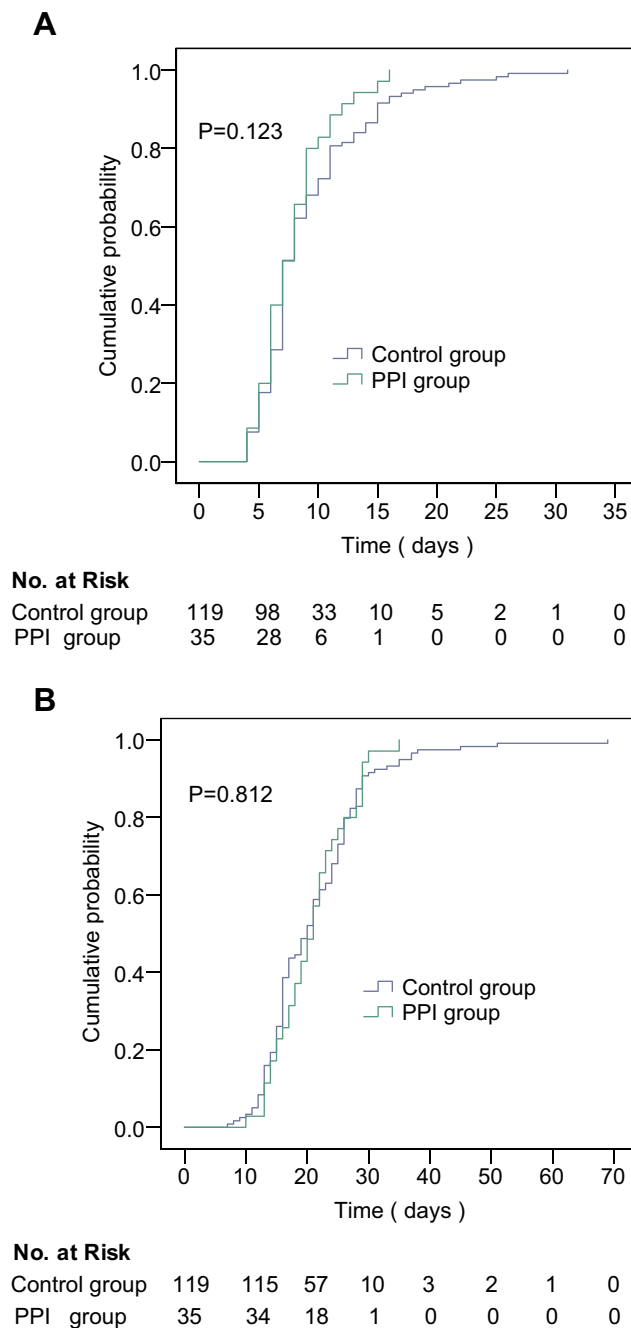 A
1.0
P=0.123
0.8
0.6
Cumulative probability
0.4
Control group
PPI group
0.2
0.0
0 5 10 15 20 25 30 35
Time ( days )
No. at Risk
Control group 119 98 33 10 5 2 1 0
PPI group 35 28 6 1 0 0 0 0
B
1.0
P=0.812
0.8
0.6
Cumulative probability
0.4
Control group
PPI group
0.2
0.0
0 10 20 30 40 50 60 70
Time ( days )
No. at Risk
Control group 119 115 57 10 3 2 1 0
PPI group 35 34 18 1 0 0 0 0